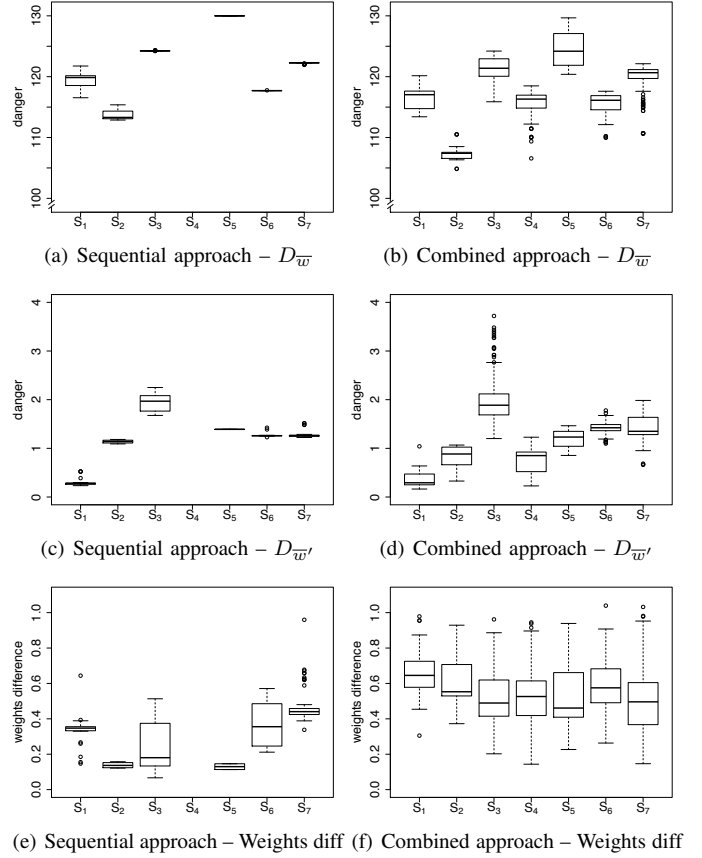 danger
100 110 120 130
S1 S2 S3 S4 S5 S6 S7
danger
100 110 120 130
S1 S2 S3 S4 S5 S6 S7
(a) Sequential approach – D_w̅
(b) Combined approach – D_w̅
danger
0 1 2 3 4
S1 S2 S3 S4 S5 S6 S7
danger
0 1 2 3 4
S1 S2 S3 S4 S5 S6 S7
(c) Sequential approach – D_w̅′
(d) Combined approach – D_w̅′
weights difference
0.0 0.2 0.4 0.6 0.8 1.0
S1 S2 S3 S4 S5 S6 S7
weights difference
0.0 0.2 0.4 0.6 0.8 1.0
S1 S2 S3 S4 S5 S6 S7
(e) Sequential approach – Weights diff
(f) Combined approach – Weights diff